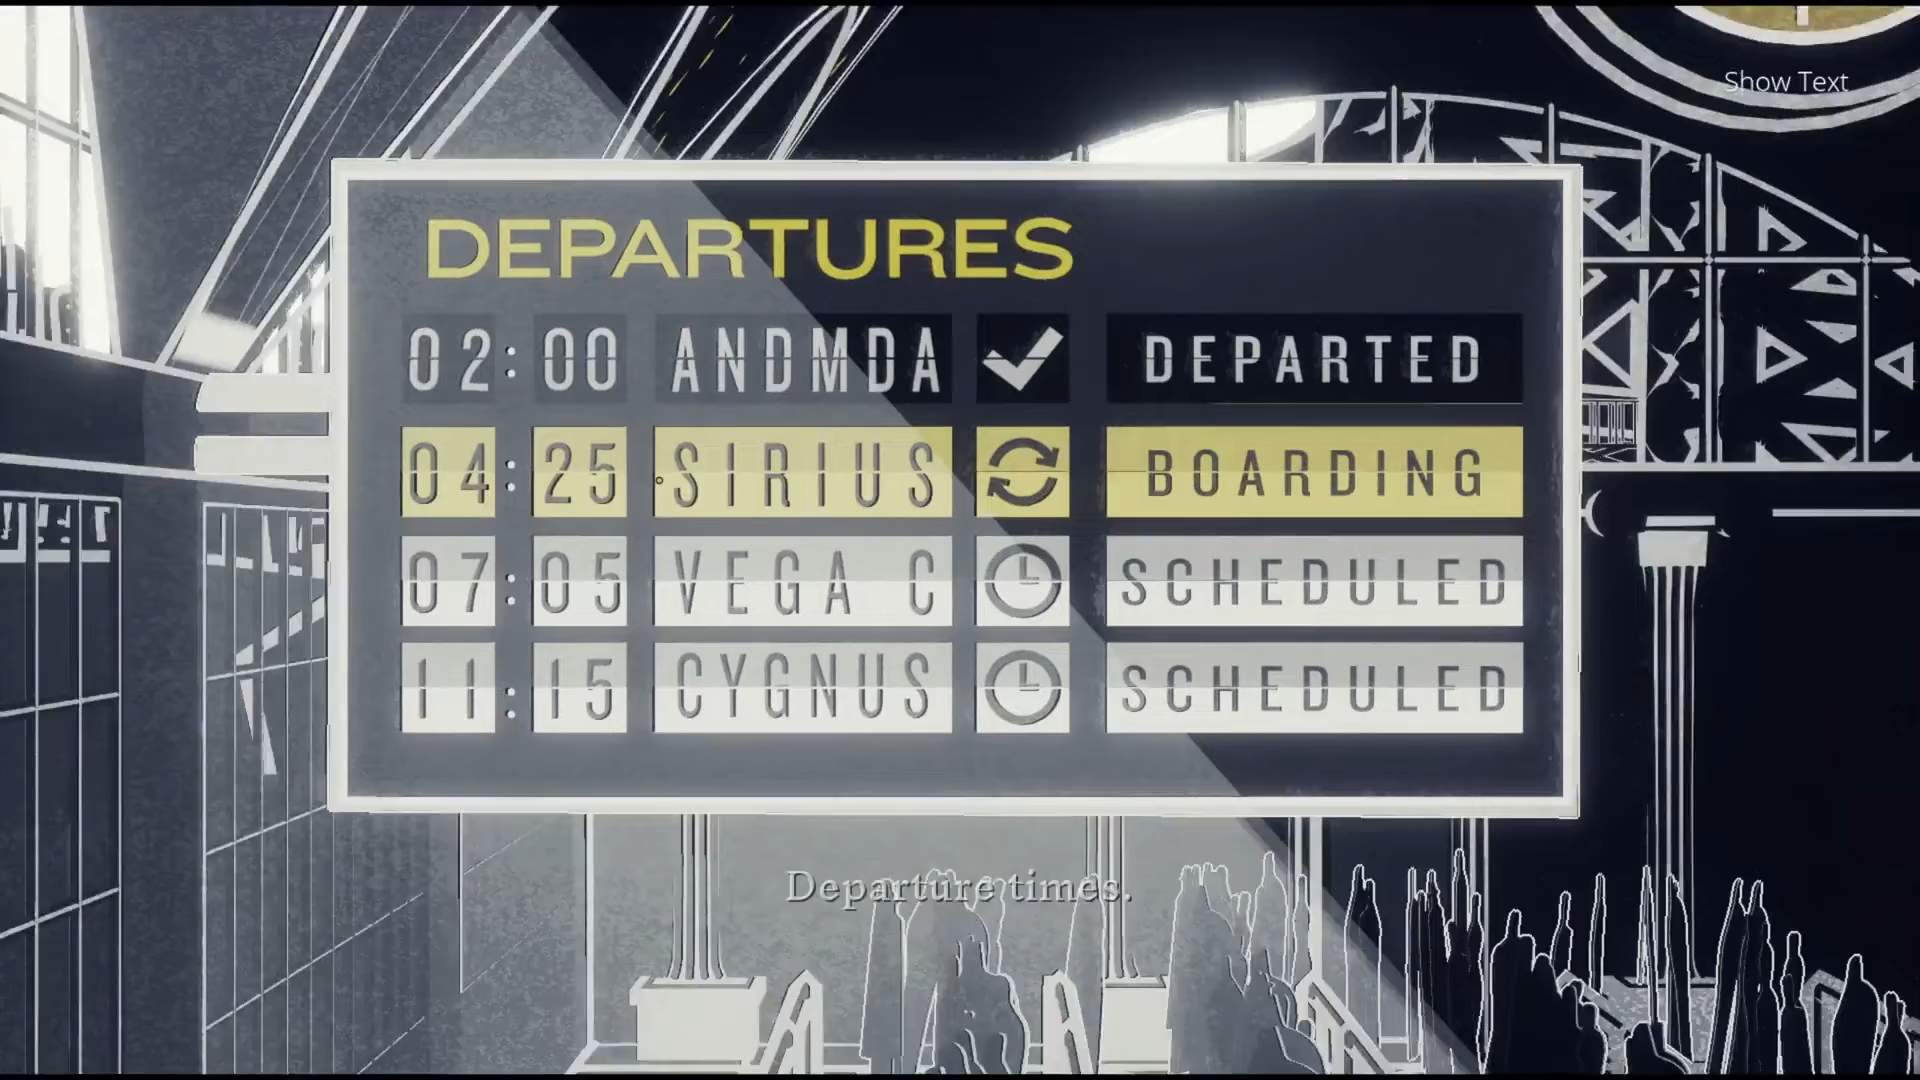 Show Text
DEPARTURES
02:00 ANDMDA DEPARTED
04:25 SIRIUS BOARDING
07:05 VEGA C SCHEDULED
11:15 CYGNUS SCHEDULED
Departure times.